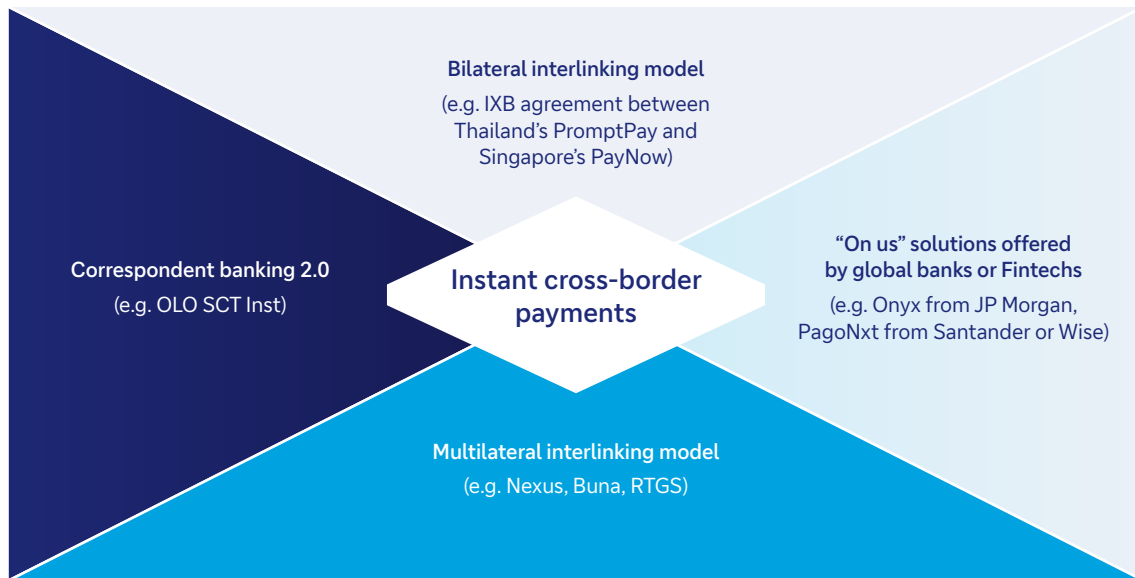 Bilateral interlinking model
(e.g. IXB agreement between
Thailand’s PromptPay and
Singapore’s PayNow)
Correspondent banking 2.0
(e.g. OLO SCT Inst)
Instant cross-border
payments
“On us” solutions offered
by global banks or Fintechs
(e.g. Onyx from JP Morgan,
PagoNxt from Santander or Wise)
Multilateral interlinking model
(e.g. Nexus, Buna, RTGS)